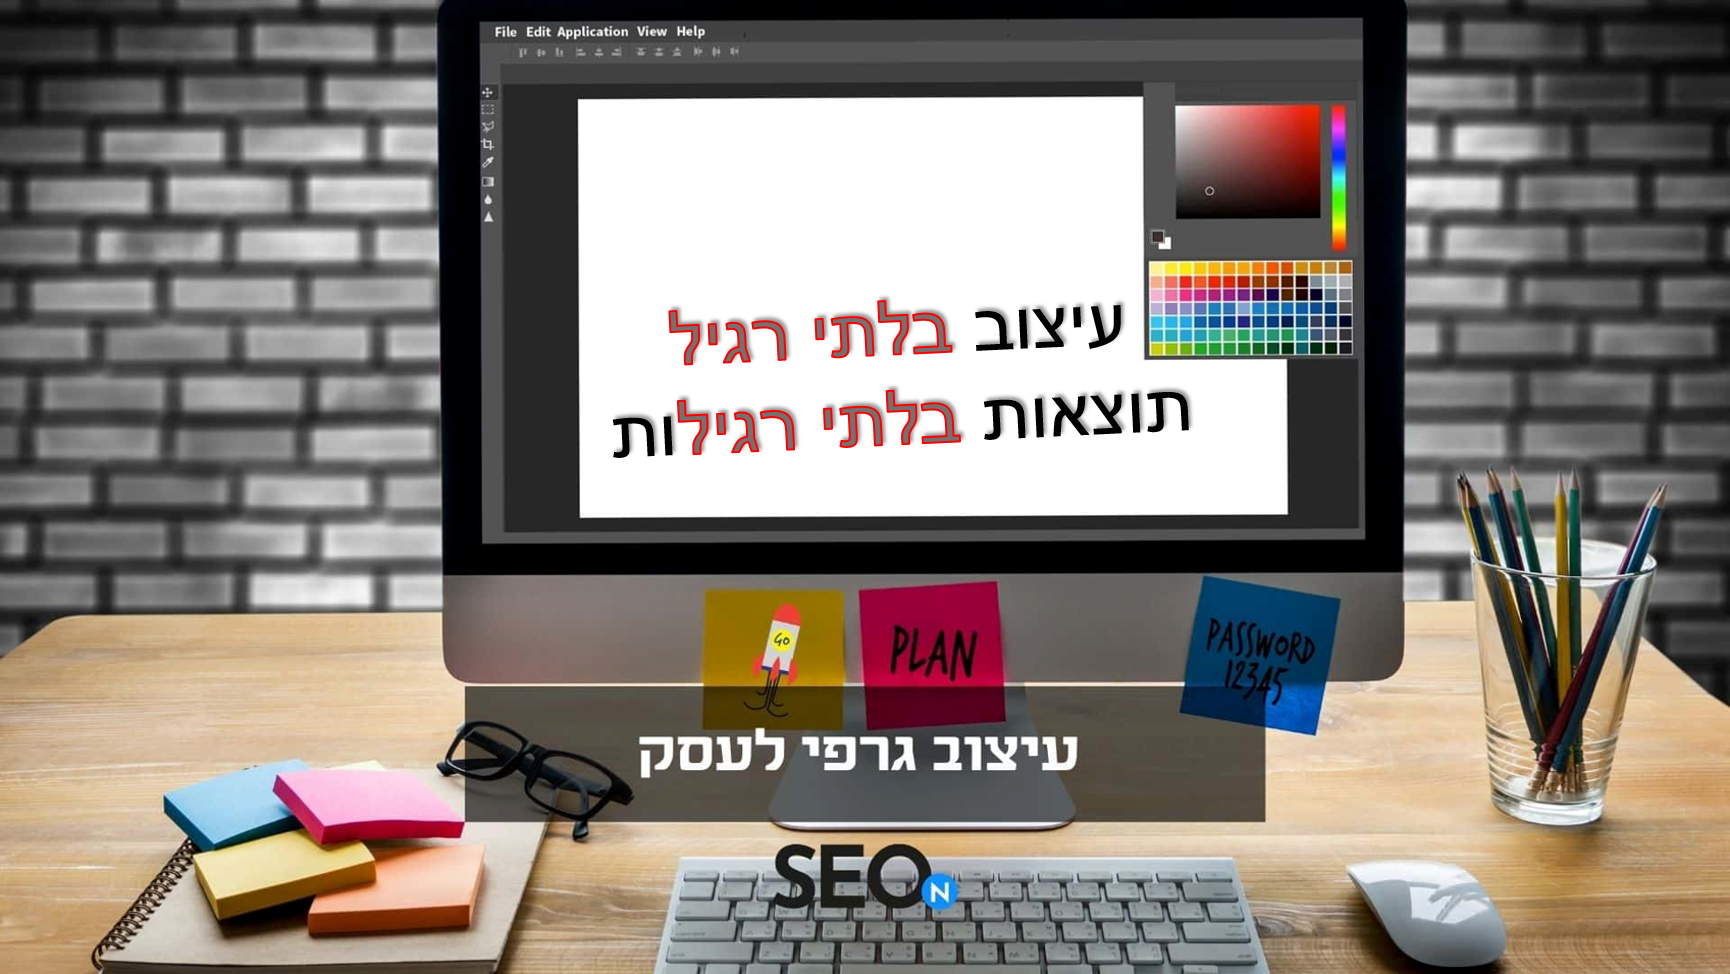 File Edit Application View Help
עיצוב בלתי רגיל
תוצאות בלתי רגילות
GO
PLAN
PASSWORD
12345
עיצוב גרפי לעסק
SEO
N